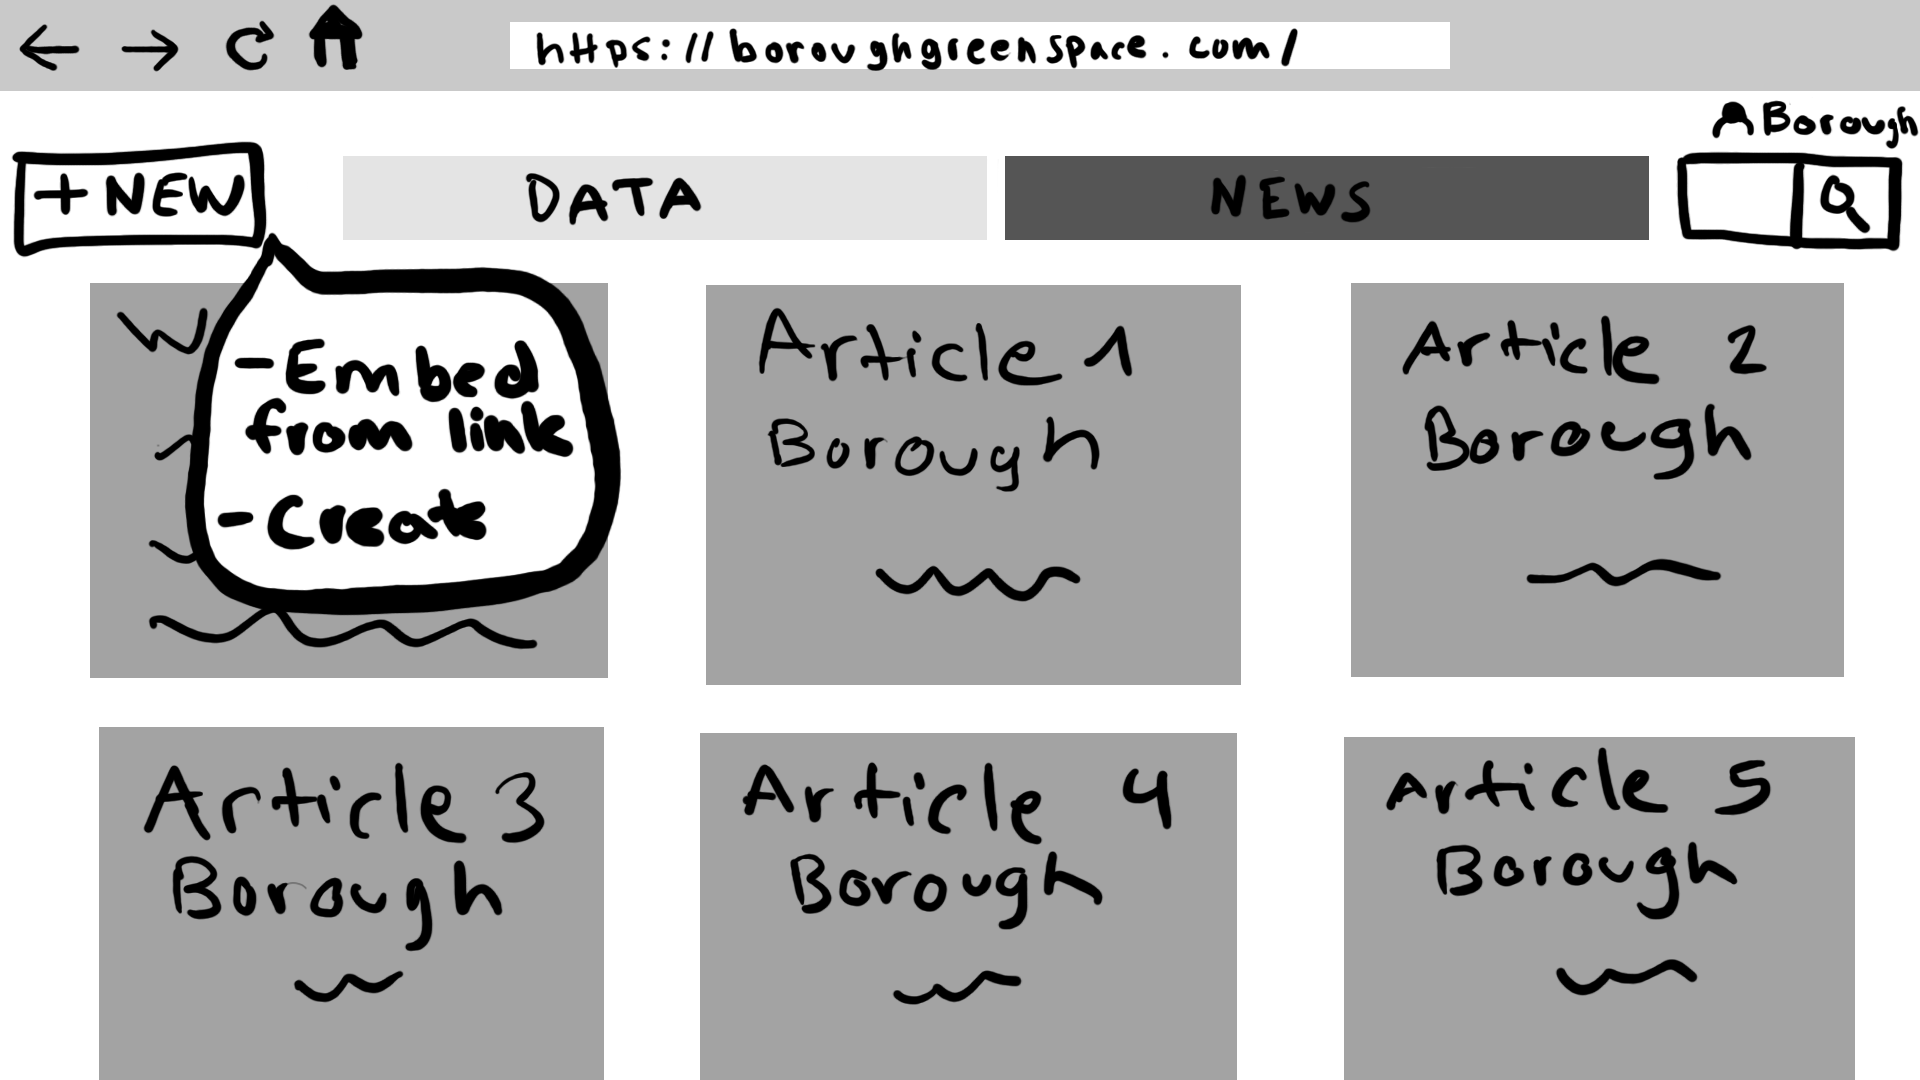 https://boroughgreenspace.com/
Borough
+ NEW
DATA
NEWS
- Embed
from link
- Create
Article 1
Borough
Article 2
Borough
Article 3
Borough
Article 4
Borough
Article 5
Borough